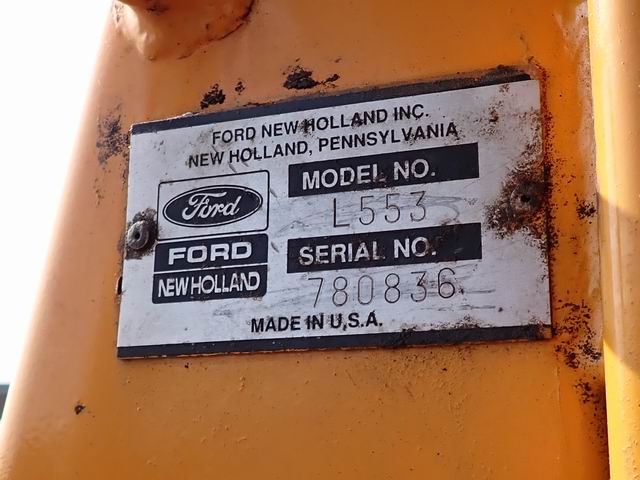 FORD NEW HOLLAND INC.
NEW HOLLAND, PENNSYLVANIA
Ford
FORD
NEW HOLLAND
MODEL NO.
L553
SERIAL NO.
780836
MADE IN U.S.A.